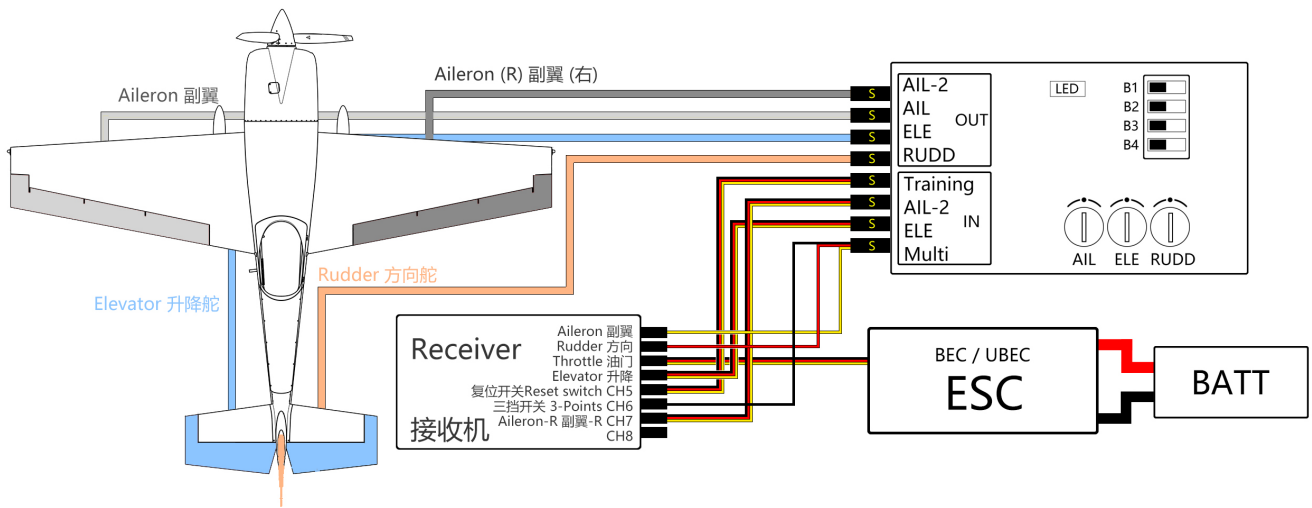 Aileron 副翼
Aileron (R) 副翼 (右)
Elevator 升降舵
Rudder 方向舵
S
S
S
S
S
S
S
S
AIL-2
AIL
ELE
RUDD
OUT
Training
AIL-2
ELE
Multi
IN
LED
B1
B2
B3
B4
AIL
ELE
RUDD
Receiver
接收机
Aileron 副翼
Rudder 方向
Throttle 油门
Elevator 升降
复位开关Reset switch CH5
三挡开关 3-Points CH6
Aileron-R 副翼-R CH7
CH8
BEC / UBEC
ESC
BATT